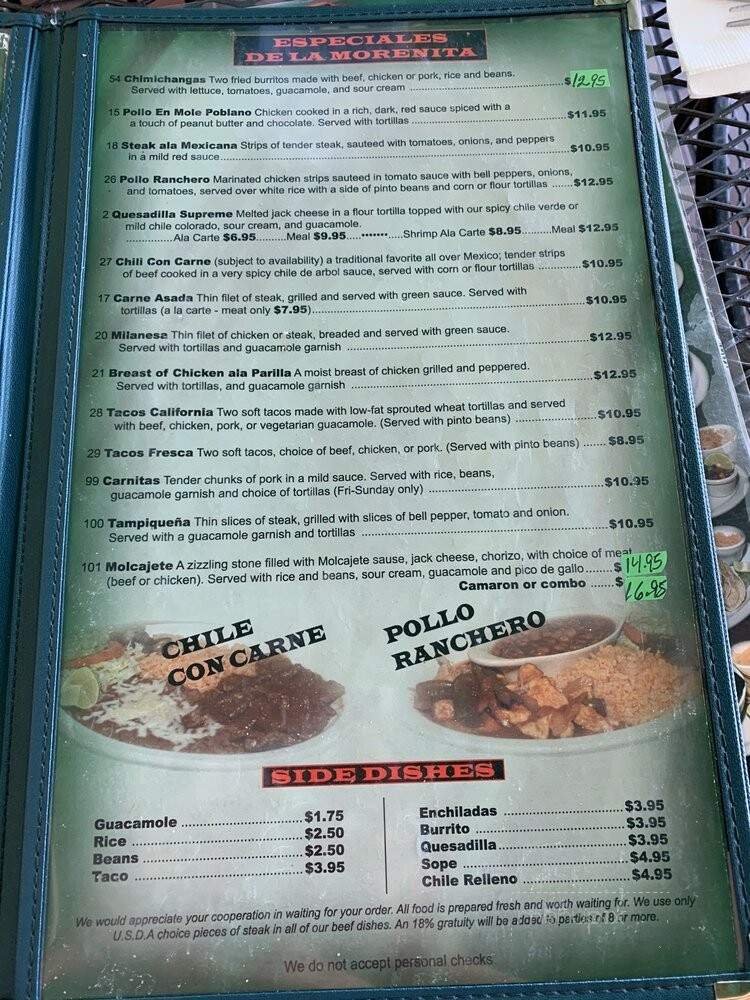 ESPECIALES
DE LA MORENITA
54 Chimichangas Two fried burritos made with beef, chicken or pork, rice and beans.
Served with lettuce, tomatoes, guacamole, and sour cream ..... $12.95
15 Pollo En Mole Poblano Chicken cooked in a rich, dark, red sauce spiced with a
a touch of peanut butter and chocolate. Served with tortillas ..... $11.95
18 Steak ala Mexicana Strips of tender steak, sauteed with tomatoes, onions, and peppers
in a mild red sauce..... $10.95
26 Pollo Ranchero Marinated chicken strips sauteed in tomato sauce with bell peppers, onions,
and tomatoes, served over white rice with a side of pinto beans and corn or flour tortillas ..... $12.95
2 Quesadilla Supreme Melted jack cheese in a flour tortilla topped with our spicy chile verde or
mild chile colorado, sour cream, and guacamole.
.....Ala Carte $6.95.....Meal $9.95..........Shrimp Ala Carte $8.95.....Meal $12.95
27 Chili Con Carne (subject to availability) a traditional favorite all over Mexico; tender strips
of beef cooked in a very spicy chile de arbol sauce, served with corn or flour tortillas ..... $10.95
17 Carne Asada Thin filet of steak, grilled and served with green sauce. Served with
tortillas (a la carte - meat only $7.95)..... $10.95
20 Milanesa Thin filet of chicken or steak, breaded and served with green sauce.
Served with tortillas and guacamole garnish ..... $12.95
21 Breast of Chicken ala Parilla A moist breast of chicken grilled and peppered.
Served with tortillas, and guacamole garnish ..... $12.95
28 Tacos California Two soft tacos made with low-fat sprouted wheat tortillas and served
with beef, chicken, pork, or vegetarian guacamole. (Served with pinto beans) ..... $10.95
29 Tacos Fresca Two soft tacos, choice of beef, chicken, or pork. (Served with pinto beans) ..... $8.95
99 Carnitas Tender chunks of pork in a mild sauce. Served with rice, beans,
guacamole garnish and choice of tortillas (Fri-Sunday only) ..... $10.95
100 Tampiqueña Thin slices of steak, grilled with slices of bell pepper, tomato and onion.
Served with a guacamole garnish and tortillas ..... $10.95
101 Molcajete A zizzling stone filled with Molcajete sause, jack cheese, chorizo, with choice of meat
(beef or chicken). Served with rice and beans, sour cream, guacamole and pico de gallo..... $ 14.95
Camaron or combo .....$ 16.95
CHILE
CON CARNE
POLLO
RANCHERO
SIDE DISHES
Guacamole ..... $1.75
Rice ..... $2.50
Beans ..... $2.50
Taco ..... $3.95
Enchiladas ..... $3.95
Burrito ..... $3.95
Quesadilla..... $3.95
Sope ..... $4.95
Chile Relleno ..... $4.95
We would appreciate your cooperation in waiting for your order. All food is prepared fresh and worth waiting for. We use only
U.S.D.A choice pieces of steak in all of our beef dishes. An 18% gratuity will be added to parties of 8 or more.
We do not accept personal checks